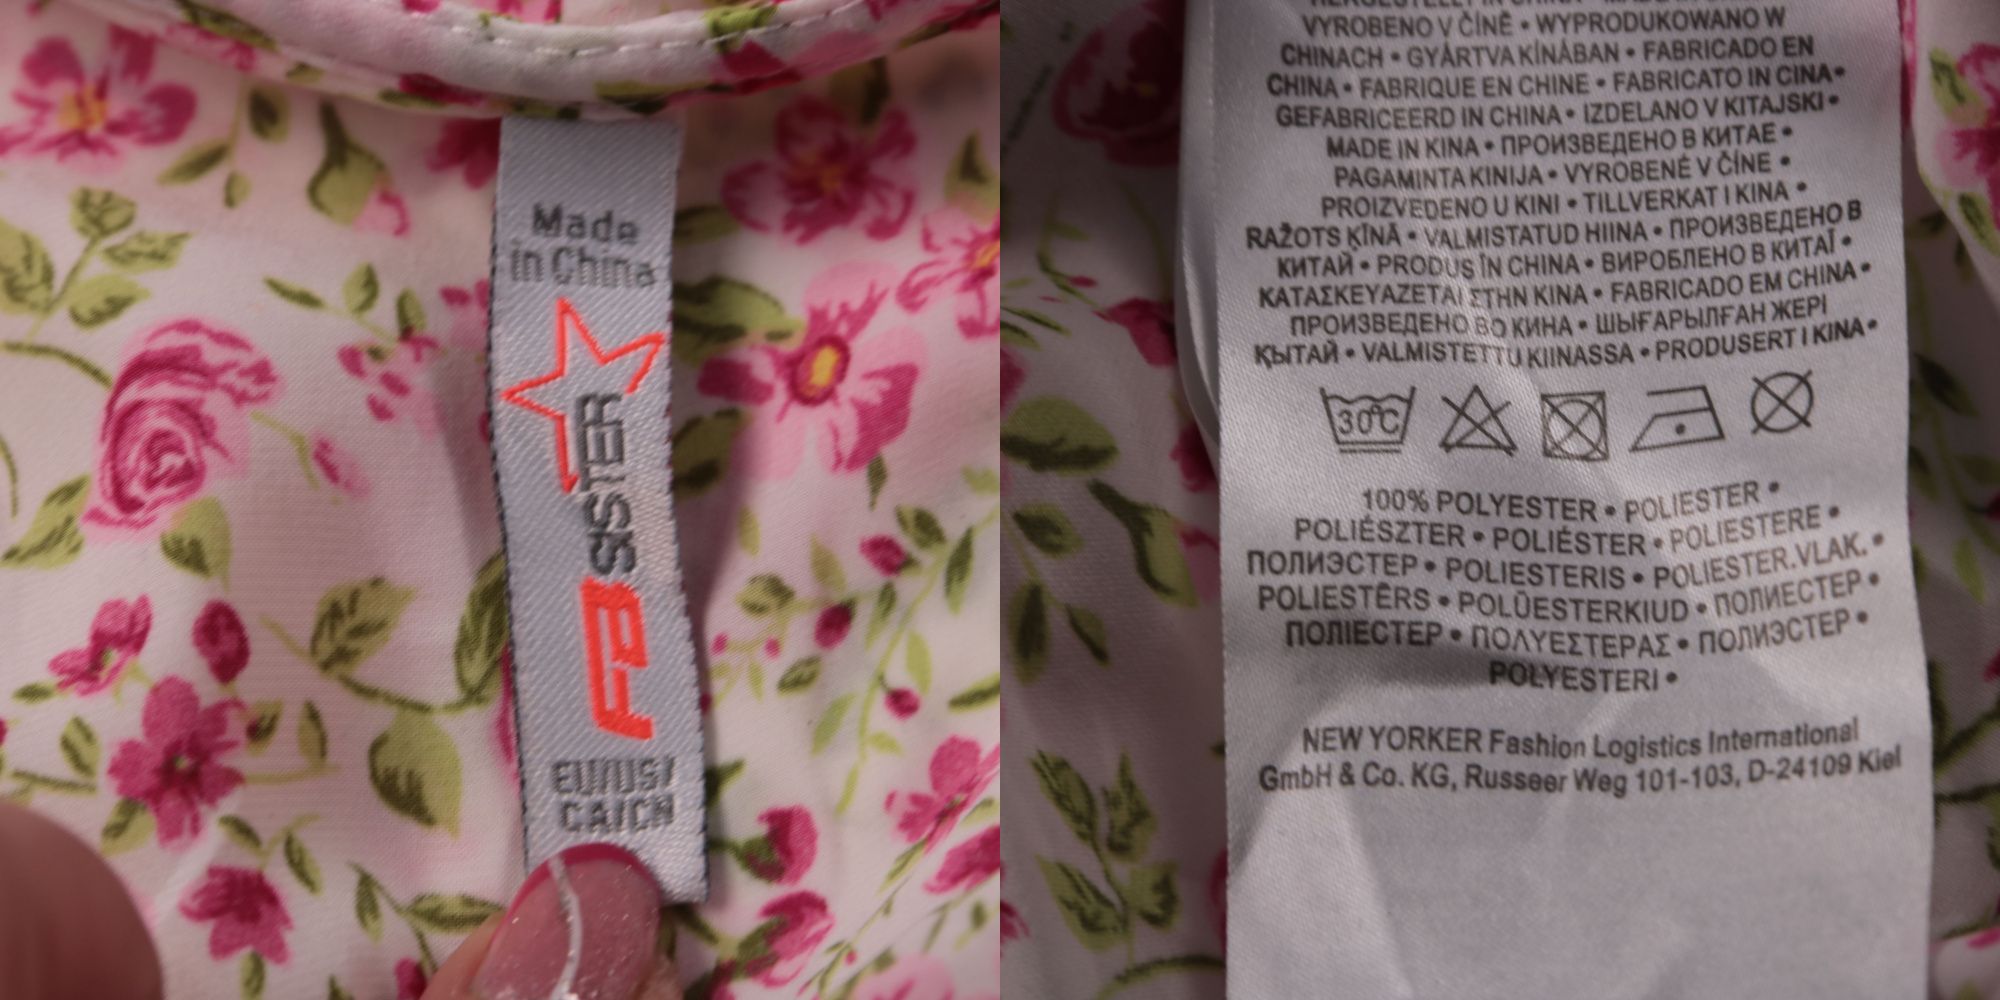 Made
in China
FB SISTER
EU/US/
CA/CN
VYROBENO V ČÍNĚ • WYPRODUKOWANO W
CHINACH • GYÁRTVA KÍNÁBAN • FABRICADO EN
CHINA • FABRIQUE EN CHINE • FABRICATO IN CINA•
GEFABRICEERD IN CHINA • IZDELANO V KITAJSKI •
MADE IN KINA • ПРОИЗВЕДЕНО В КИТАЕ •
PAGAMINTA KINIJA • VYROBENÉ V ČÍNE •
PROIZVEDENO U KINI • TILLVERKAT I KINA •
RAŽOTS ĶĪNĀ • VALMISTATUD HIINA • ПРОИЗВЕДЕНО В
КИТАЙ • PRODUS ÎN CHINA • ВИРОБЛЕНО В КИТАЇ •
ΚΑΤΑΣΚΕΥΑΖΕΤΑΙ ΣΤΗΝ ΚΙΝΑ • FABRICADO EM CHINA •
ПРОИЗВЕДЕНО ВО КИНА • ШЫҒАРЫЛҒАН ЖЕРІ
ҚЫТАЙ • VALMISTETTU KIINASSA • PRODUSERT I KINA •
30°C
100% POLYESTER • POLIESTER •
POLIÉSZTER • POLIÉSTER • POLIESTERE •
ПОЛИЭСТЕР • POLIESTERIS • POLIESTER.VLAK. •
POLIESTĒRS • POLÜESTERKIUD • ПОЛИЕСТЕР •
ПОЛІЕСТЕР • ΠΟΛΥΕΣΤΕΡΑΣ • ПОЛИЭСТЕР •
POLYESTERI •
NEW YORKER Fashion Logistics International
GmbH & Co. KG, Russeer Weg 101-103, D-24109 Kiel